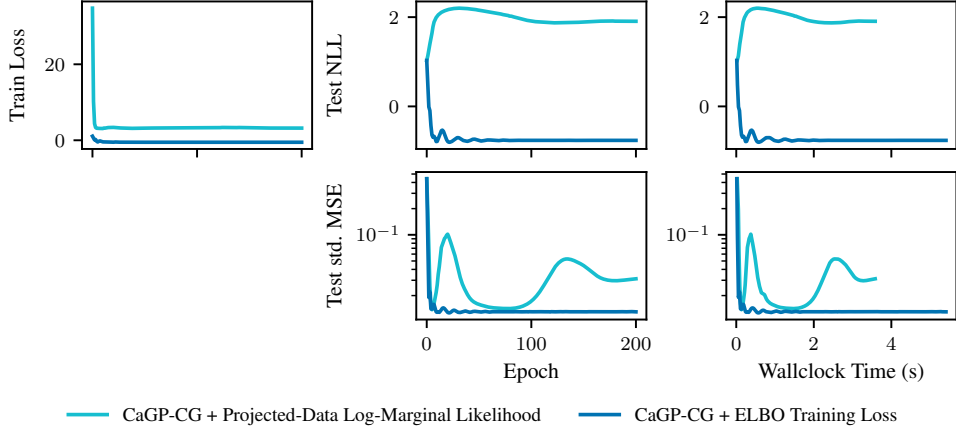 Train Loss
20
0
Test NLL
2
0
2
0
Test std. MSE
10⁻¹
10⁻¹
0
100
200
Epoch
0
2
4
Wallclock Time (s)
CaGP-CG + Projected-Data Log-Marginal Likelihood
CaGP-CG + ELBO Training Loss